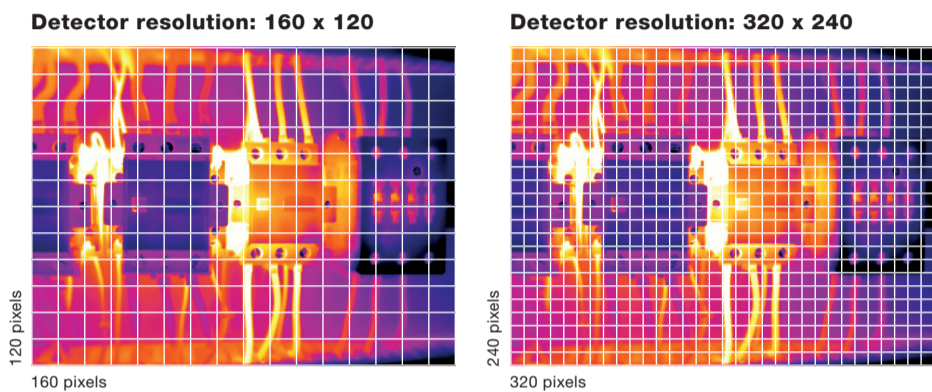 Detector resolution: 160 x 120
120 pixels
160 pixels
Detector resolution: 320 x 240
240 pixels
320 pixels